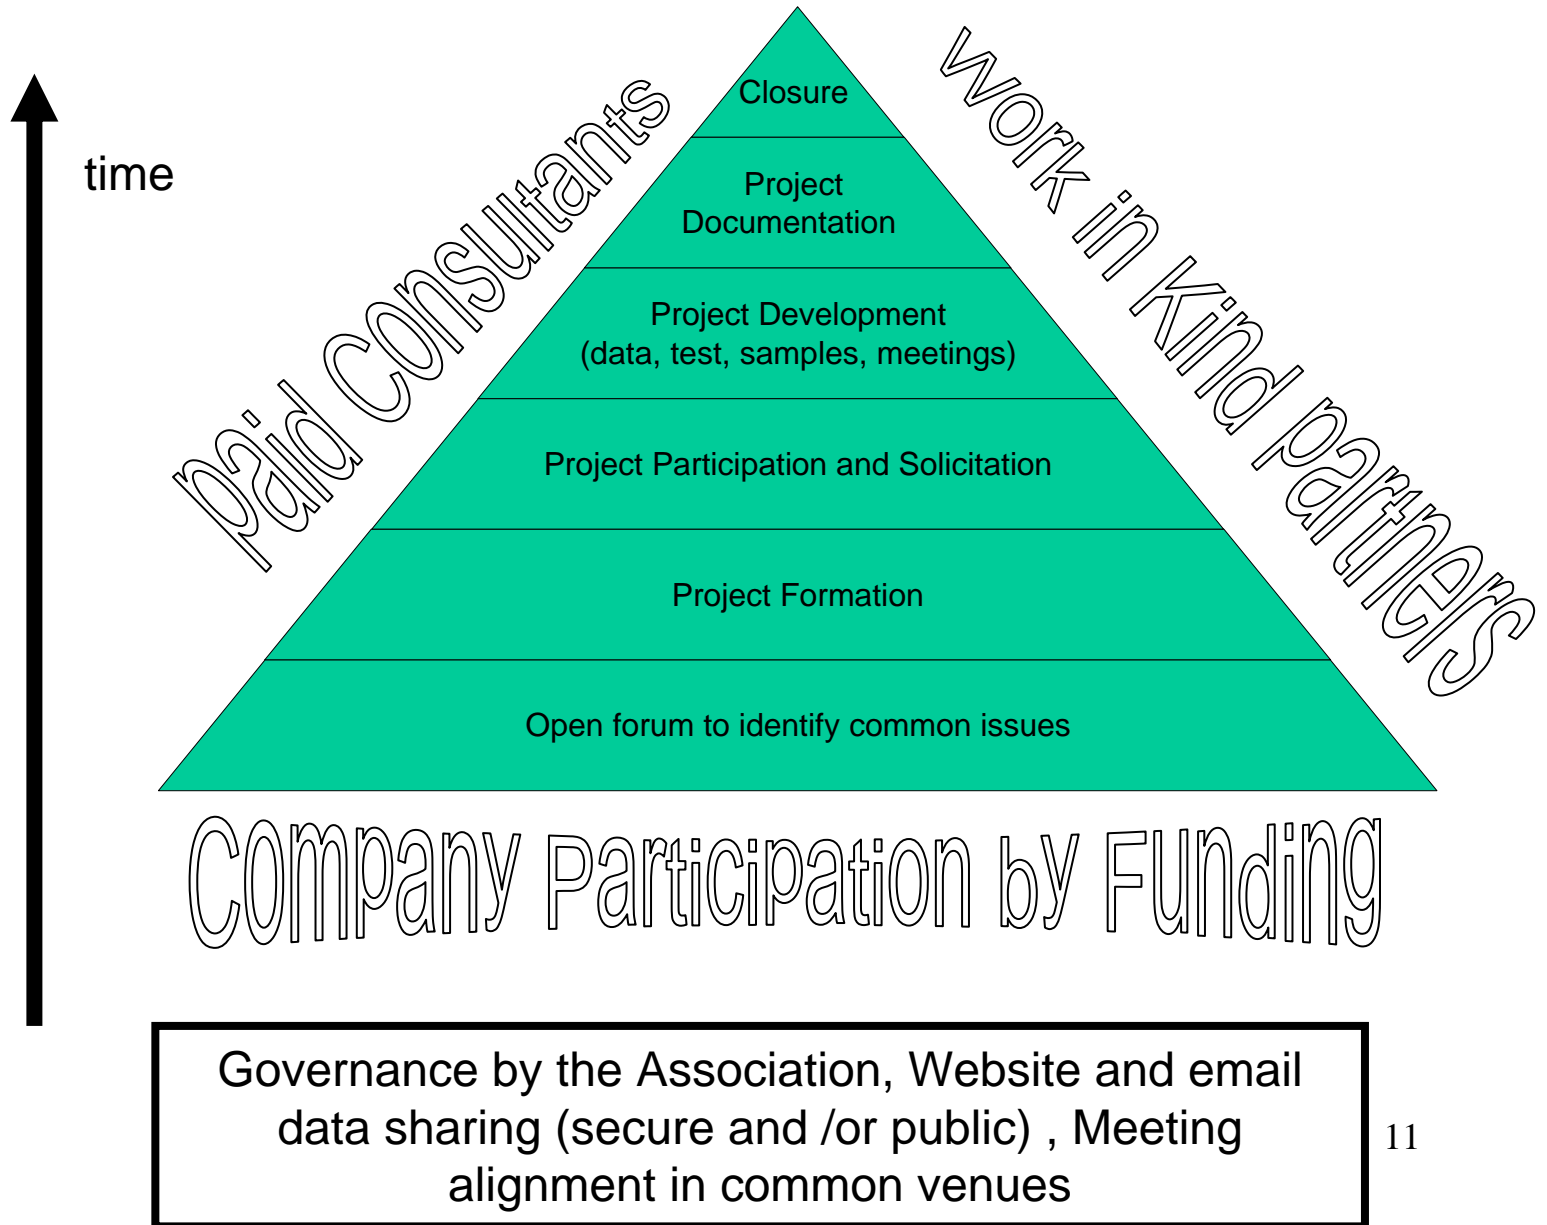 Closure
time
Project
Documentation
Project Development
(data, test, samples, meetings)
Project Participation and Solicitation
Project Formation
Open forum to identify common issues
paid Consultants
work in Kind partners
Company Participation by Funding
Governance by the Association, Website and email
data sharing (secure and /or public) , Meeting
alignment in common venues
11